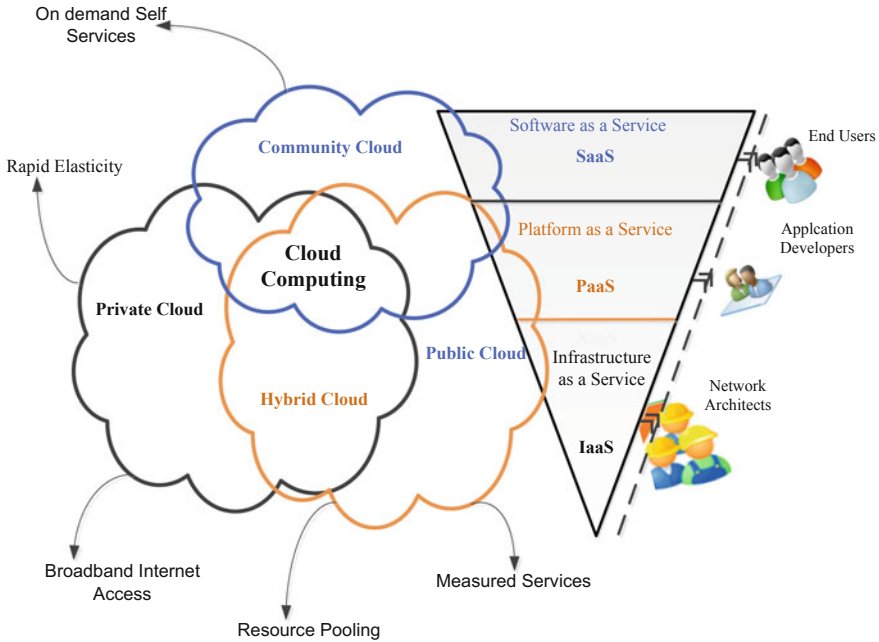 On demand Self
Services
Rapid Elasticity
Community Cloud
Cloud
Computing
Private Cloud
Public Cloud
Hybrid Cloud
Broadband Internet
Access
Resource Pooling
Measured Services
Software as a Service
SaaS
Platform as a Service
PaaS
Infrastructure
as a Service
IaaS
End Users
Applcation
Developers
Network
Architects